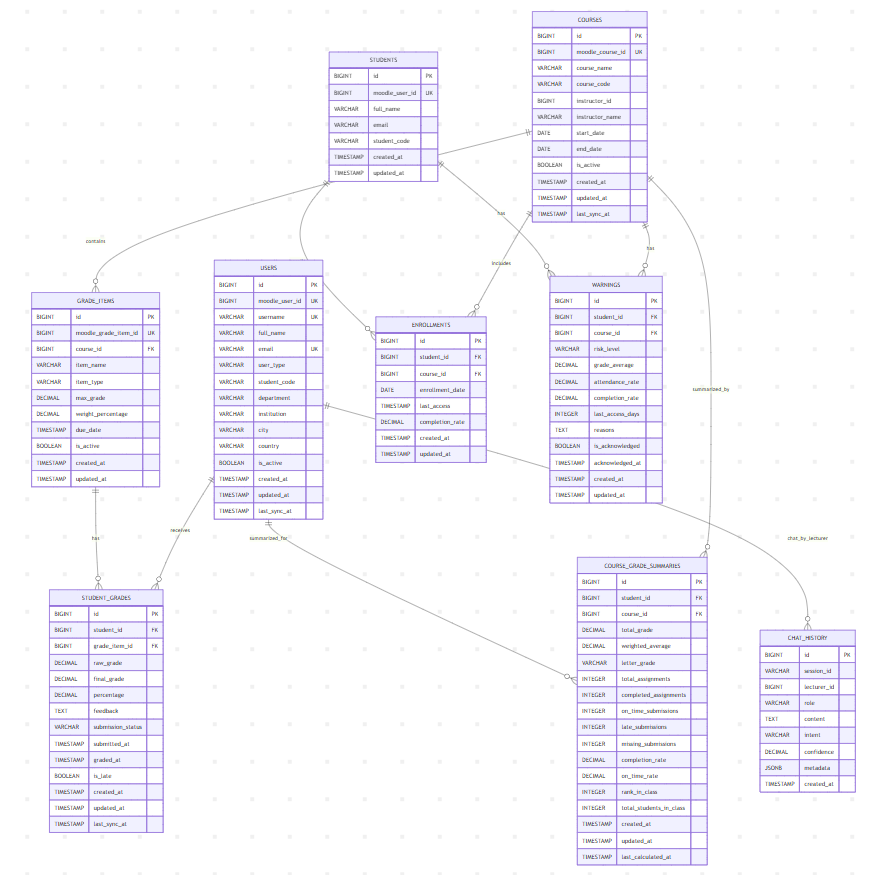 COURSES
BIGINT id PK
BIGINT moodle_course_id UK
VARCHAR course_name
VARCHAR course_code
BIGINT instructor_id
VARCHAR instructor_name
DATE start_date
DATE end_date
BOOLEAN is_active
TIMESTAMP created_at
TIMESTAMP updated_at
TIMESTAMP last_sync_at
STUDENTS
BIGINT id PK
BIGINT moodle_user_id UK
VARCHAR full_name
VARCHAR email
VARCHAR student_code
TIMESTAMP created_at
TIMESTAMP updated_at
contains
has
includes
has
GRADE_ITEMS
BIGINT id PK
BIGINT moodle_grade_item_id UK
BIGINT course_id FK
VARCHAR item_name
VARCHAR item_type
DECIMAL max_grade
DECIMAL weight_percentage
TIMESTAMP due_date
BOOLEAN is_active
TIMESTAMP created_at
TIMESTAMP updated_at
USERS
BIGINT id PK
BIGINT moodle_user_id UK
VARCHAR username UK
VARCHAR full_name
VARCHAR email UK
VARCHAR user_type
VARCHAR student_code
VARCHAR department
VARCHAR institution
VARCHAR city
VARCHAR country
BOOLEAN is_active
TIMESTAMP created_at
TIMESTAMP updated_at
TIMESTAMP last_sync_at
ENROLLMENTS
BIGINT id PK
BIGINT student_id FK
BIGINT course_id FK
DATE enrollment_date
TIMESTAMP last_access
DECIMAL completion_rate
TIMESTAMP created_at
TIMESTAMP updated_at
WARNINGS
BIGINT id PK
BIGINT student_id FK
BIGINT course_id FK
VARCHAR risk_level
DECIMAL grade_average
DECIMAL attendance_rate
DECIMAL completion_rate
INTEGER last_access_days
TEXT reasons
BOOLEAN is_acknowledged
TIMESTAMP acknowledged_at
TIMESTAMP created_at
TIMESTAMP updated_at
summarized_by
has
receives
summarized_for
chat_by_lecturer
STUDENT_GRADES
BIGINT id PK
BIGINT student_id FK
BIGINT grade_item_id FK
DECIMAL raw_grade
DECIMAL final_grade
DECIMAL percentage
TEXT feedback
VARCHAR submission_status
TIMESTAMP submitted_at
TIMESTAMP graded_at
BOOLEAN is_late
TIMESTAMP created_at
TIMESTAMP updated_at
TIMESTAMP last_sync_at
COURSE_GRADE_SUMMARIES
BIGINT id PK
BIGINT student_id FK
BIGINT course_id FK
DECIMAL total_grade
DECIMAL weighted_average
VARCHAR letter_grade
INTEGER total_assignments
INTEGER completed_assignments
INTEGER on_time_submissions
INTEGER late_submissions
INTEGER missing_submissions
DECIMAL completion_rate
DECIMAL on_time_rate
INTEGER rank_in_class
INTEGER total_students_in_class
TIMESTAMP created_at
TIMESTAMP updated_at
TIMESTAMP last_calculated_at
CHAT_HISTORY
BIGINT id PK
VARCHAR session_id
BIGINT lecturer_id
VARCHAR role
TEXT content
VARCHAR intent
DECIMAL confidence
JSONB metadata
TIMESTAMP created_at